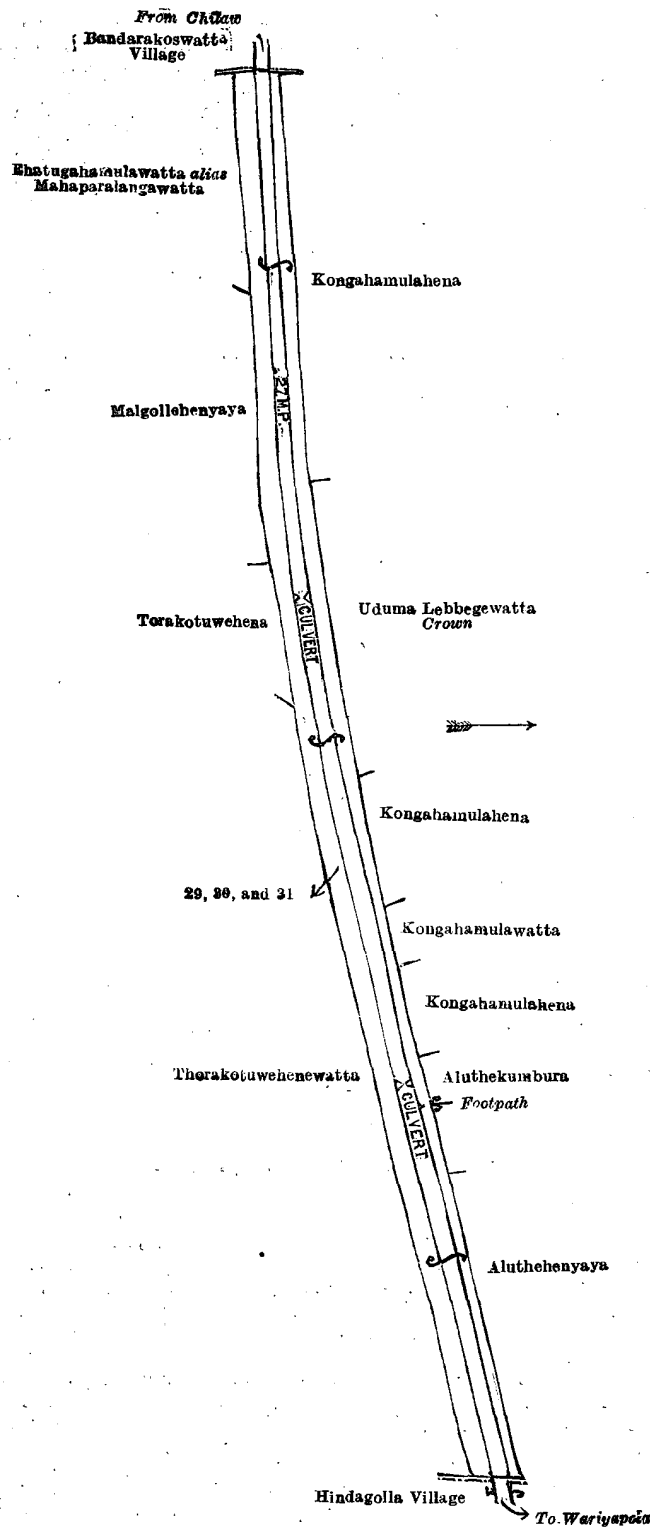 From Chilaw
Bandarakoswatta
Village
Ehatugahamulawatta alias
Mahaparalangawatta
Kongahamulahena
27 M.P.
Malgollehenyaya
Uduma Lebbegewatta
Crown
CULVERT
Torakotuwehena
Kongahamulahena
29, 30, and 31
Kongahamulawatta
Kongahamulahena
Thorakotuwehenewatta
Aluthekumbura
Footpath
CULVERT
Aluthehenyaya
Hindagolla Village
To Wariyapola